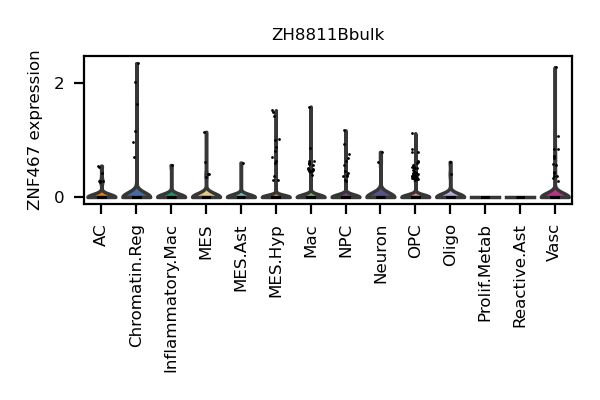 ZH8811Bbulk
ZNF467 expression
2
0
AC
Chromatin.Reg
Inflammatory.Mac
MES
MES.Ast
MES.Hyp
Mac
NPC
Neuron
OPC
Oligo
Prolif.Metab
Reactive.Ast
Vasc